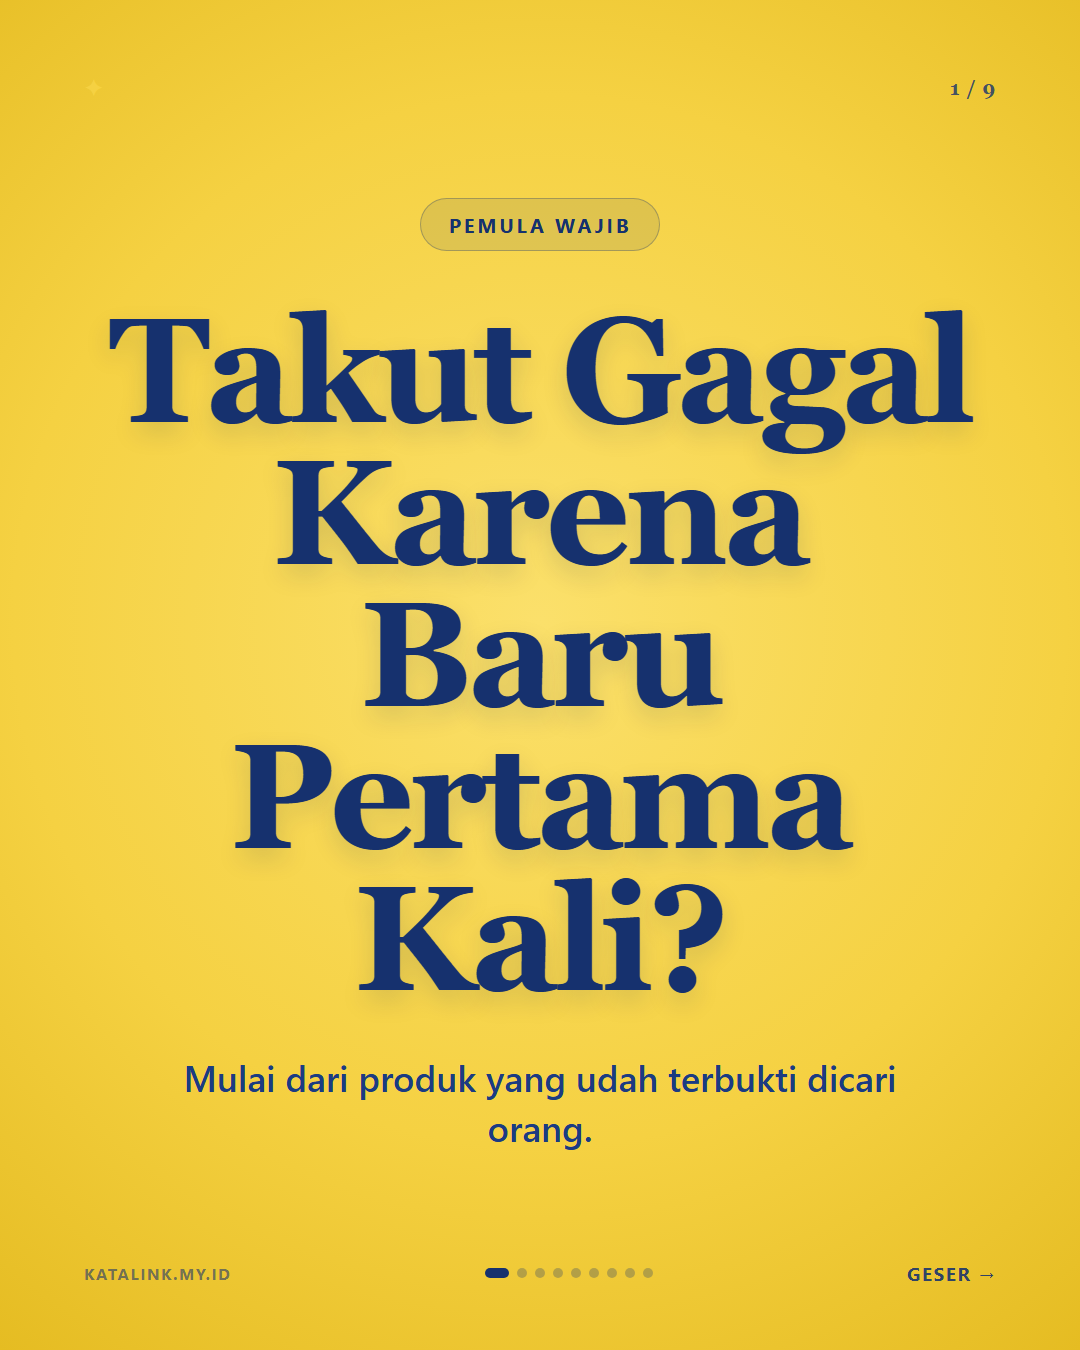 1 / 9
PEMULA WAJIB
Takut Gagal
Karena
Baru
Pertama
Kali?
Mulai dari produk yang udah terbukti dicari
orang.
KATALINK.MY.ID
GESER →